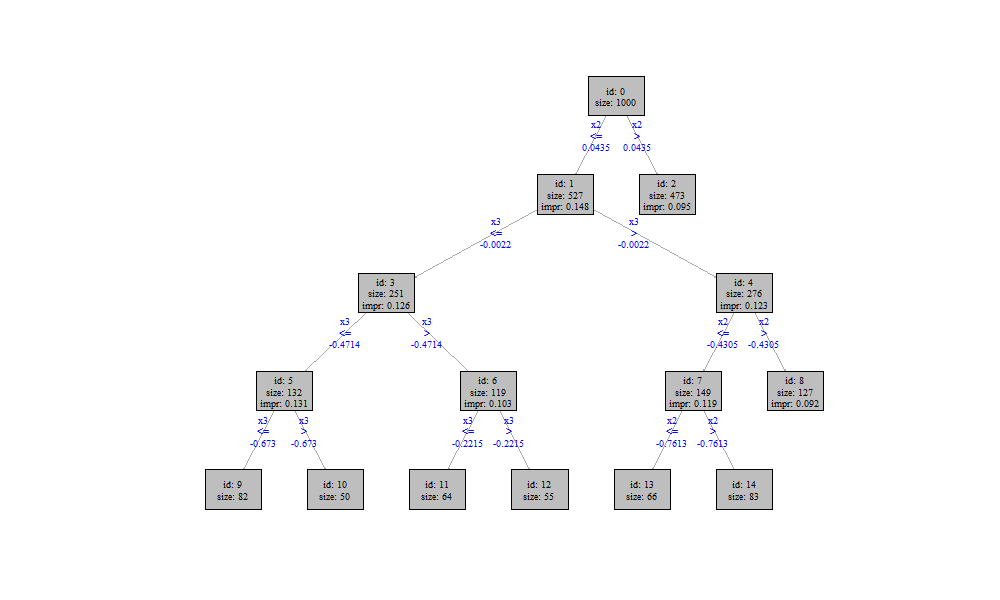 id: 0
size: 1000
x2
<=
0.0435
x2
>
0.0435
id: 1
size: 527
impr: 0.148
id: 2
size: 473
impr: 0.095
x3
<=
-0.0022
x3
>
-0.0022
id: 3
size: 251
impr: 0.126
id: 4
size: 276
impr: 0.123
x3
<=
-0.4714
x3
>
-0.4714
x2
<=
-0.4305
x2
>
-0.4305
id: 5
size: 132
impr: 0.131
id: 6
size: 119
impr: 0.103
id: 7
size: 149
impr: 0.119
id: 8
size: 127
impr: 0.092
x3
<=
-0.673
x3
>
-0.673
x3
<=
-0.2215
x3
>
-0.2215
x2
<=
-0.7613
x2
>
-0.7613
id: 9
size: 82
id: 10
size: 50
id: 11
size: 64
id: 12
size: 55
id: 13
size: 66
id: 14
size: 83